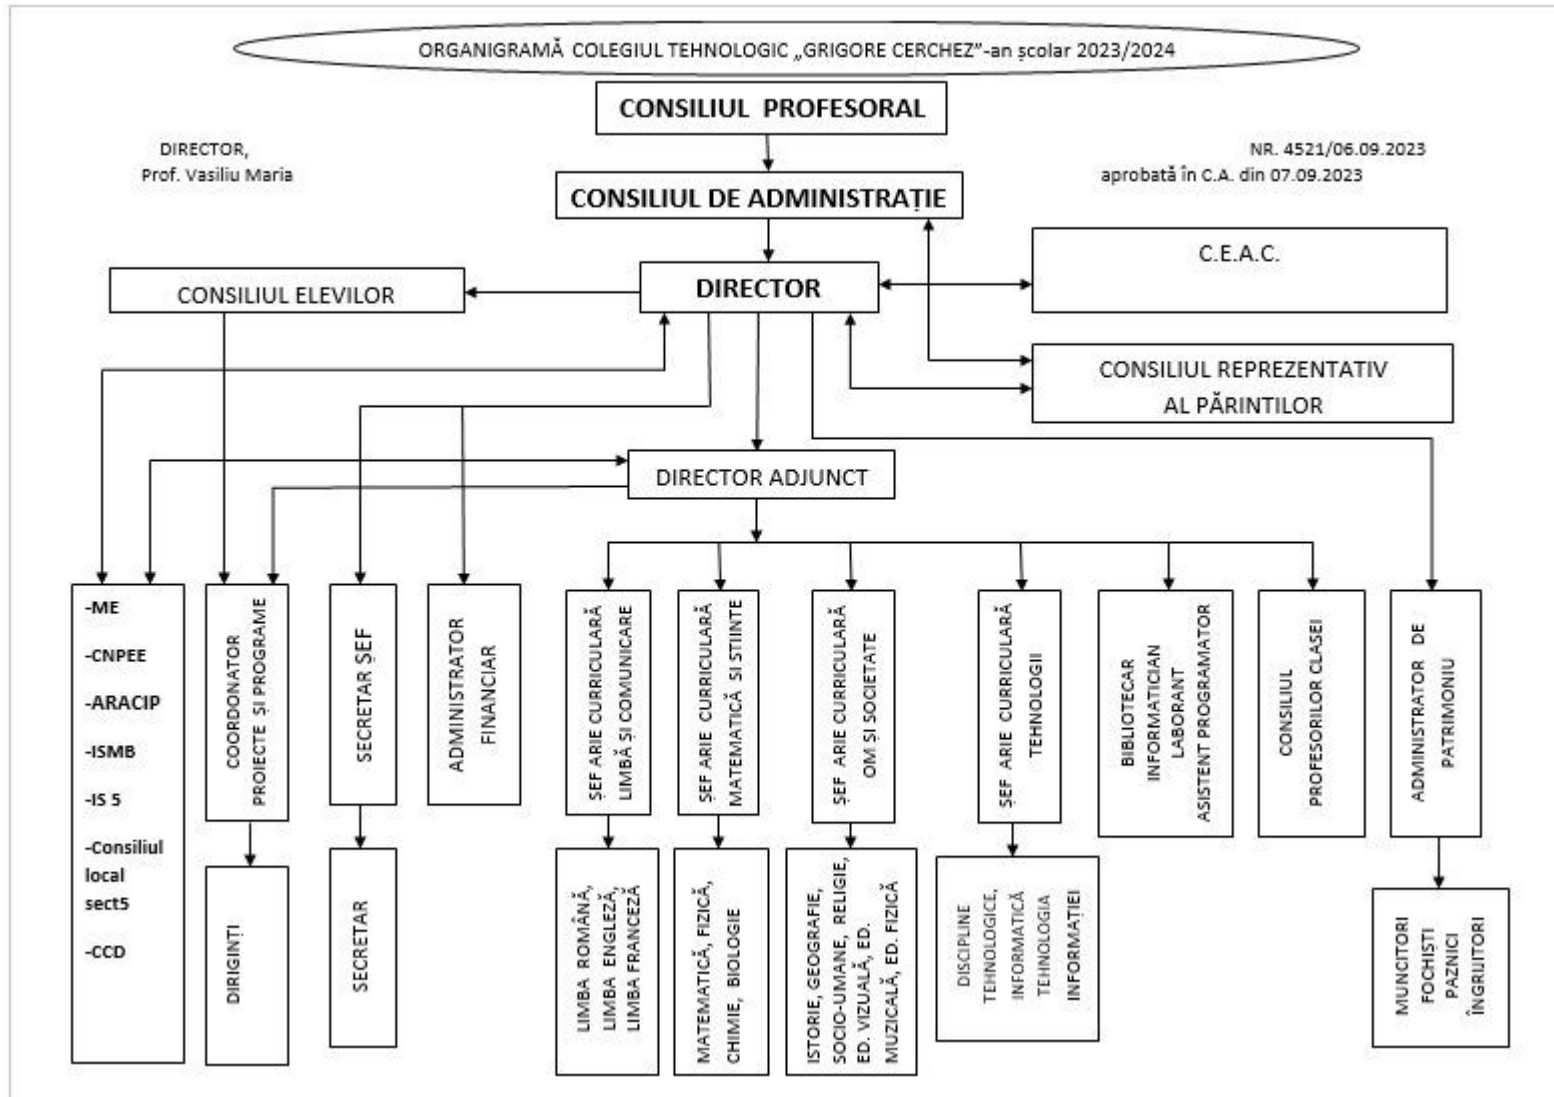 ORGANIGRAMĂ COLEGIUL TEHNOLOGIC „GRIGORE CERCHEZ”-an școlar 2023/2024
CONSILIUL PROFESORAL
DIRECTOR,
Prof. Vasiliu Maria
NR. 4521/06.09.2023
aprobată în C.A. din 07.09.2023
CONSILIUL DE ADMINISTRAȚIE
C.E.A.C.
CONSILIUL ELEVILOR
DIRECTOR
CONSILIUL REPREZENTATIV
AL PĂRINTILOR
DIRECTOR ADJUNCT
-ME
-CNPEE
-ARACIP
-ISMB
-IS 5
-Consiliul
local
sect5
-CCD
COORDONATOR
PROIECTE ȘI PROGRAME
SECRETAR ȘEF
ADMINISTRATOR
FINANCIAR
ȘEF ARIE CURRICULARĂ
LIMBĂ ȘI COMUNICARE
ȘEF ARIE CURRICULARĂ
MATEMATICĂ SI STIINTE
ȘEF ARIE CURRICULARĂ
OM ȘI SOCIETATE
ȘEF ARIE CURRICULARĂ
TEHNOLOGII
BIBLIOTECAR
INFORMATICIAN
LABORANT
ASISTENT PROGRAMATOR
CONSILIUL
PROFESORILOR CLASEI
ADMINISTRATOR DE
PATRIMONIU
DIRIGINȚI
SECRETAR
LIMBA ROMÂNĂ,
LIMBA ENGLEZĂ,
LIMBA FRANCEZĂ
MATEMATICĂ, FIZICĂ,
CHIMIE, BIOLOGIE
ISTORIE, GEOGRAFIE,
SOCIO-UMANE, RELIGIE,
ED. VIZUALĂ, ED.
MUZICALĂ, ED. FIZICĂ
DISCIPLINE
TEHNOLOGICE,
INFORMATICĂ
TEHNOLOGIA
INFORMAȚIEI
MUNCITORI
FOCHIȘTI
PAZNICI
ÎNGRIJITORI